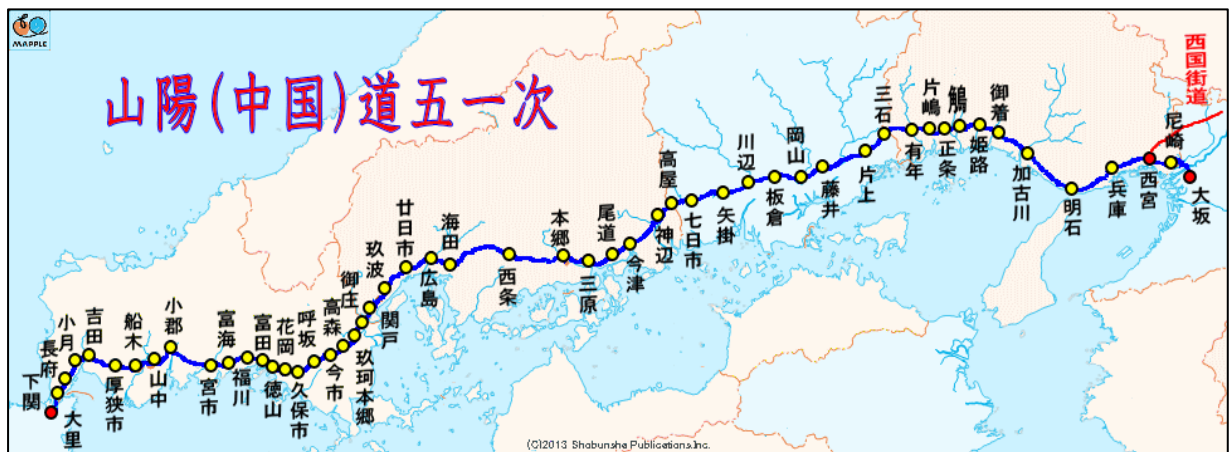 MAPPLE
山陽(中国)道五一次
西国街道
大坂
尼崎
西宮
兵庫
明石
加古川
御着
姫路
鵤
正条
片嶋
有年
三石
片上
藤井
岡山
板倉
川辺
矢掛
七日市
高屋
神辺
今津
尾道
三原
本郷
西条
海田
広島
廿日市
玖波
関戸
御庄
玖珂本郷
高森
今市
呼坂
久保市
花岡
徳山
富田
福川
富海
宮市
小郡
山中
船木
厚狭市
吉田
小月
長府
大里
下関
(C)2013 Shobunsha Publications,Inc.